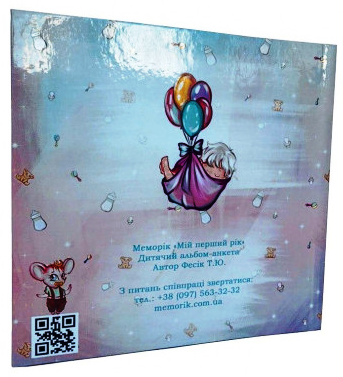 Меморік «Мій перший рік»
Дитячий альбом-анкета
Автор Фесік Т.Ю.
З питань співпраці звертатися:
тел.: +38 (097) 563-32-32
memorik.com.ua